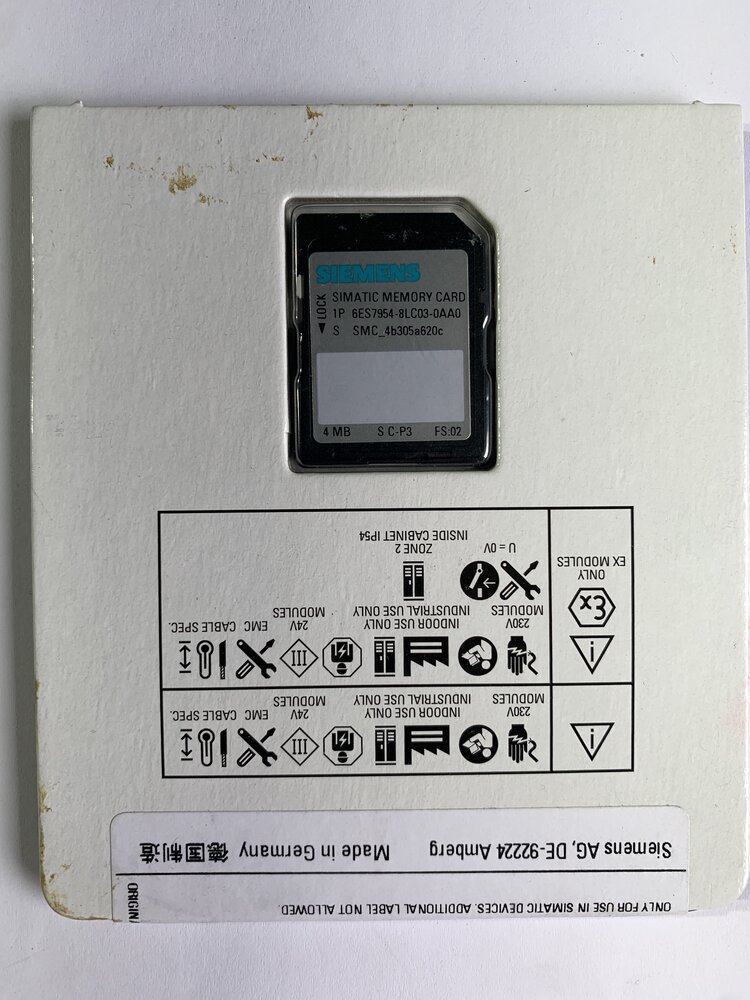 SIEMENS
SIMATIC MEMORY CARD
LOCK
1P 6ES7954-8LC03-0AA0
S SMC_4b305a620c
4 MB S C-P3 FS:02
ONLY FOR USE IN SIMATIC DEVICES. ADDITIONAL LABEL NOT ALLOWED.
Siemens AG, DE-92224 Amberg Made in Germany 德国制造
i 230V MODULES INDOOR USE ONLY INDUSTRIAL USE ONLY III 24V MODULES EMC CABLE SPEC.
i 230V MODULES INDOOR USE ONLY INDUSTRIAL USE ONLY III 24V MODULES EMC CABLE SPEC.
Ex ONLY EX MODULES U = 0V ZONE 2 INSIDE CABINET IP54